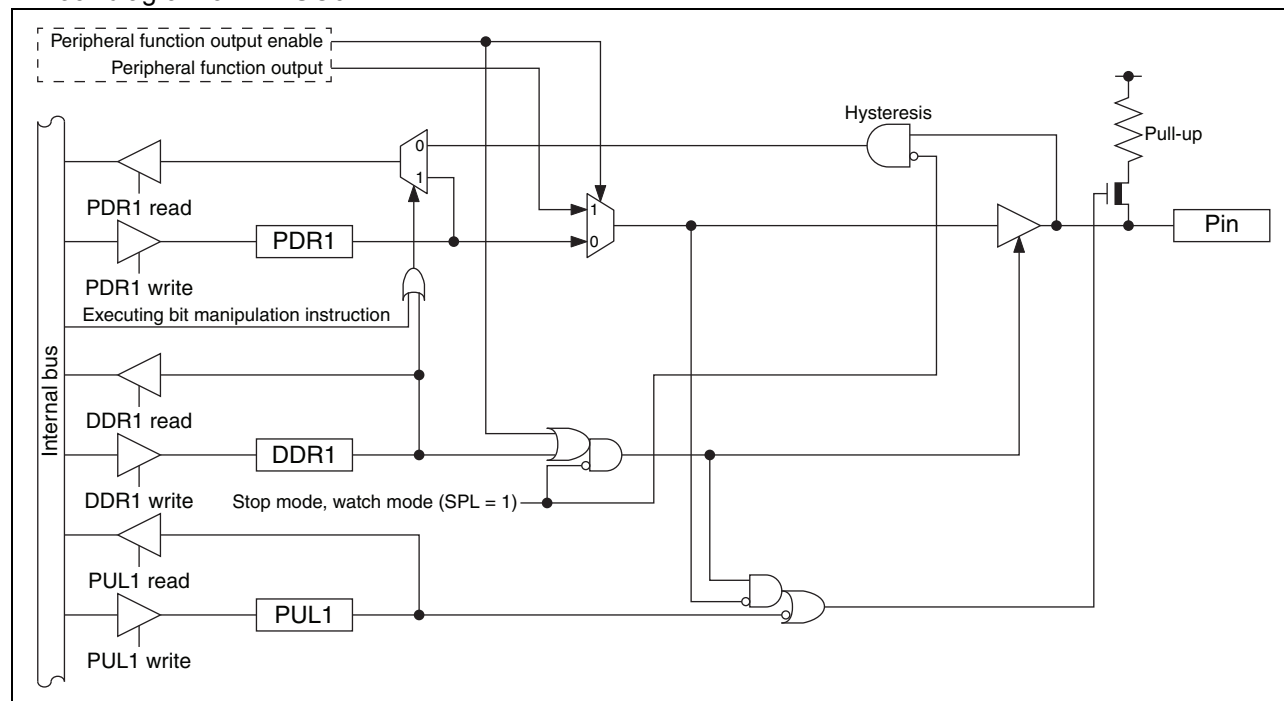 Peripheral function output enable
Peripheral function output
Hysteresis
Pull-up
0
1
PDR1 read
1
0
PDR1
Pin
PDR1 write
Executing bit manipulation instruction
Internal bus
DDR1 read
DDR1
DDR1 write
Stop mode, watch mode (SPL = 1)
PUL1 read
PUL1
PUL1 write